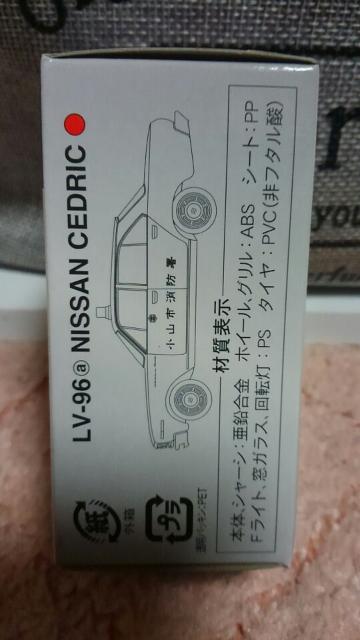 LV-96ⓐ NISSAN CEDRIC
小山市消防署
材質表示
本体、シャーシ：亜鉛合金　ホイール、グリル：ABS　シート：PP
Fライト、窓ガラス、回転灯：PS　タイヤ：PVC(非フタル酸)
紙
外箱
プラ
透明パッキン:PET
you